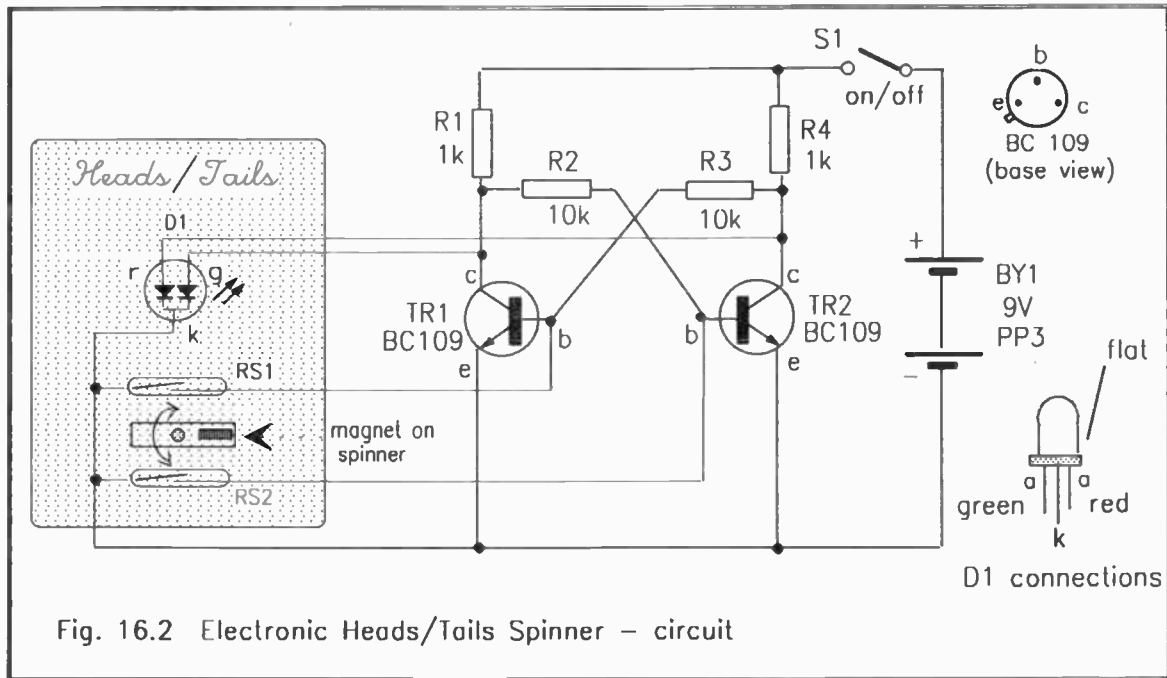 S1
on/off
b
e
c
BC 109
(base view)
R1
1k
R2
10k
R3
10k
R4
1k
Heads/Tails
D1
r
g
k
c
TR1
BC109
b
e
c
TR2
BC109
b
e
+
BY1
9V
PP3
–
RS1
magnet on
spinner
RS2
flat
a
a
green
red
k
D1 connections
Fig. 16.2 Electronic Heads/Tails Spinner – circuit